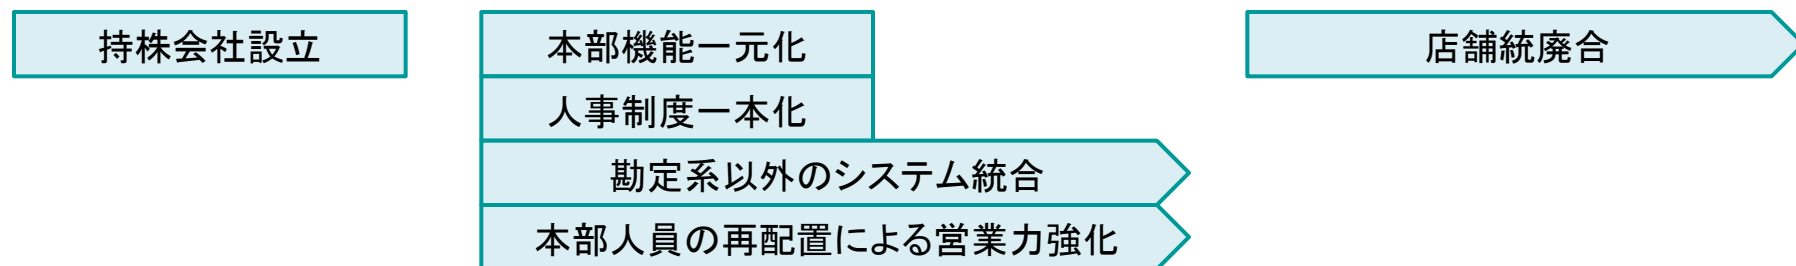 持株会社設立
本部機能一元化
人事制度一本化
勘定系以外のシステム統合
本部人員の再配置による営業力強化
店舗統廃合